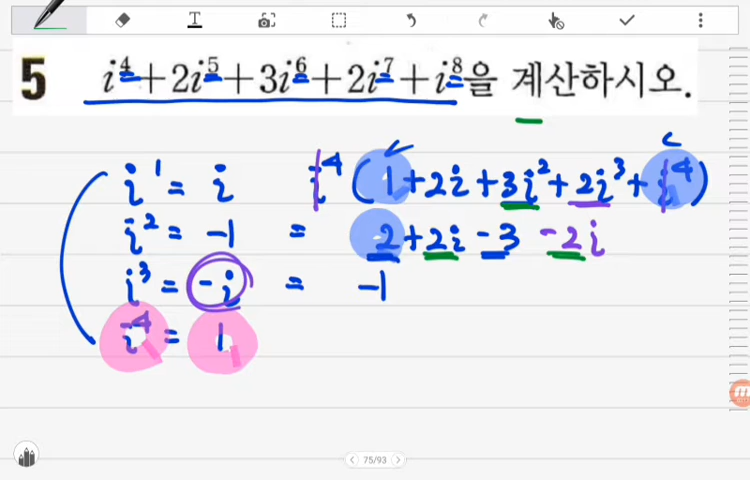 5 i⁴+2i⁵+3i⁶+2i⁷+i⁸을 계산하시오.
i¹ = i i⁴(1+2i+3i²+2i³+i⁴)
i² = -1 = 2+2i-3-2i
i³ = -i = -1
i⁴ = 1
75/93